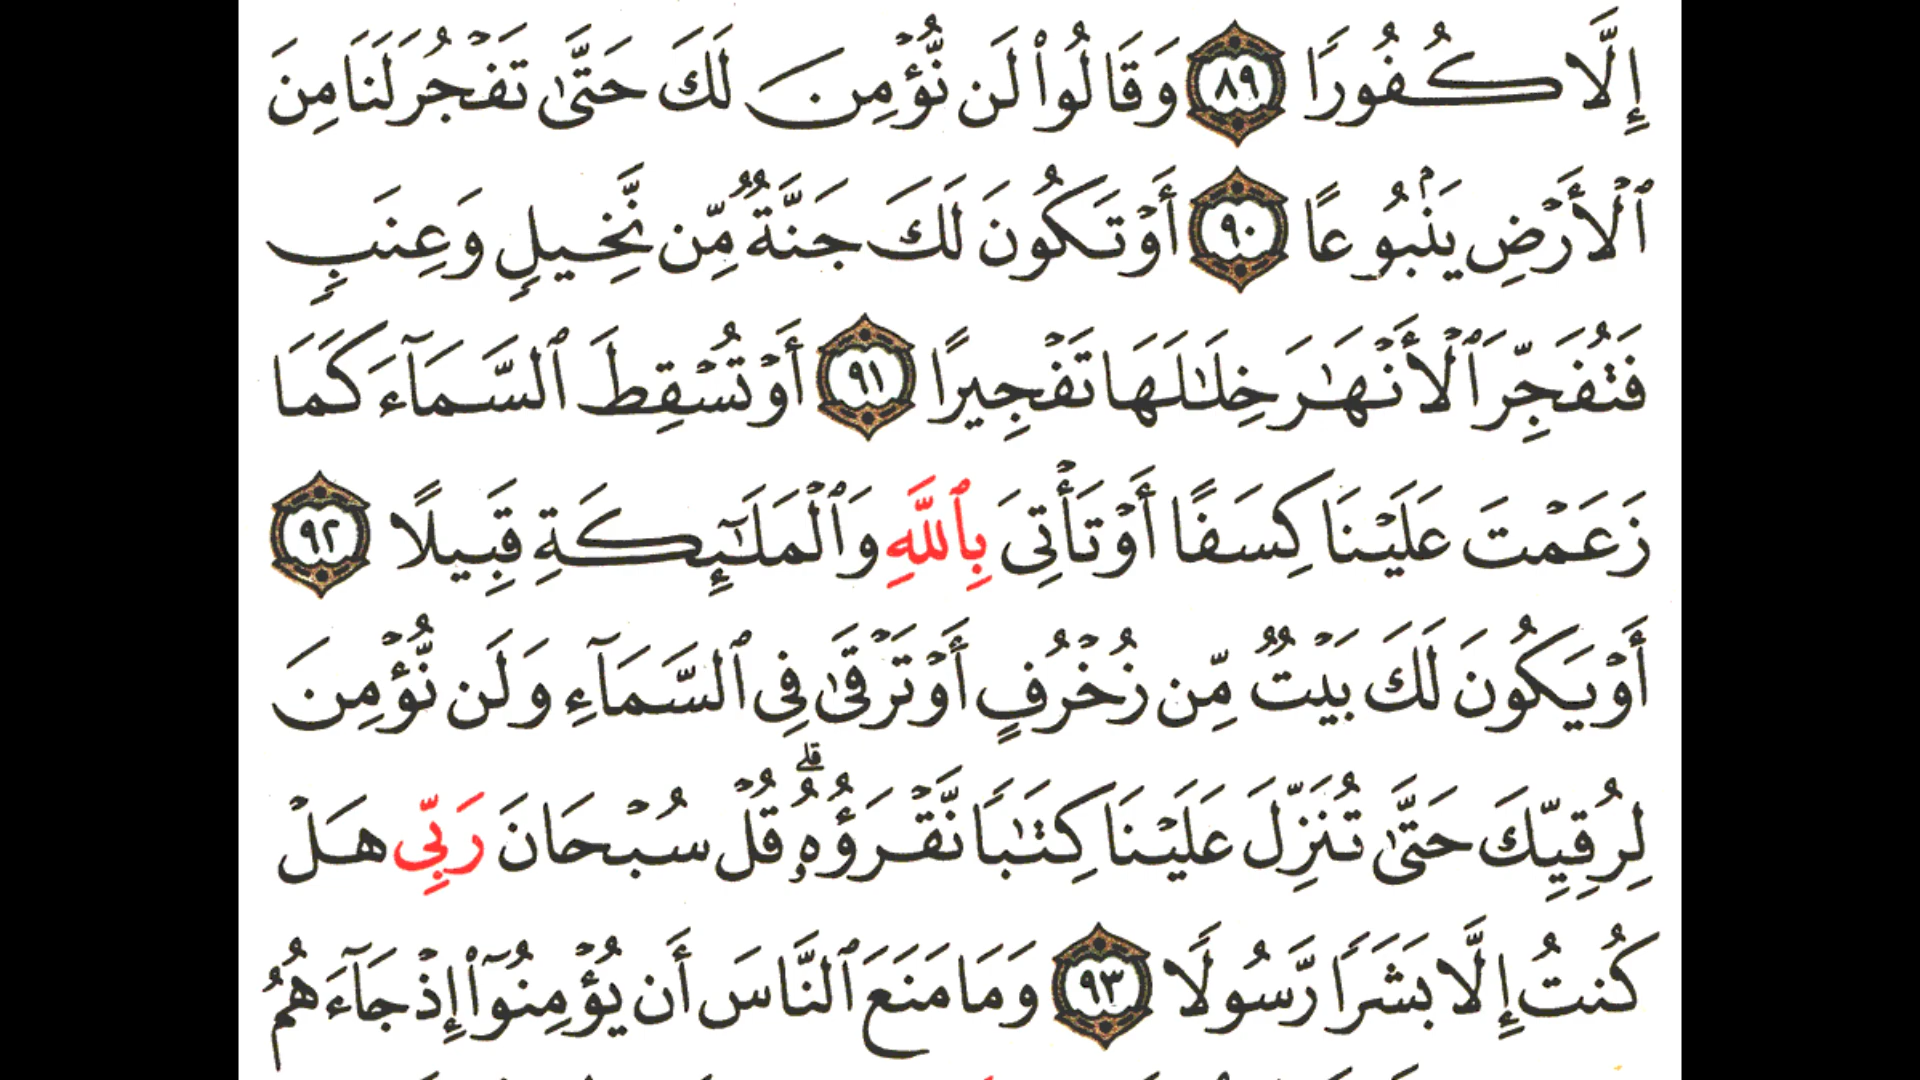 إِلَّا كُفُورًا ٨٩ وَقَالُواْ لَن نُّؤْمِنَ لَكَ حَتَّىٰ تَفْجُرَ لَنَا مِنَ
ٱلْأَرْضِ يَنۢبُوعًا ٩٠ أَوْ تَكُونَ لَكَ جَنَّةٌ مِّن نَّخِيلٍ وَعِنَبٍ
فَتُفَجِّرَ ٱلْأَنْهَٰرَ خِلَٰلَهَا تَفْجِيرًا ٩١ أَوْ تُسْقِطَ ٱلسَّمَآءَ كَمَا
زَعَمْتَ عَلَيْنَا كِسَفًا أَوْ تَأْتِىَ بِٱللَّهِ وَٱلْمَلَٰٓئِكَةِ قَبِيلًا ٩٢
أَوْ يَكُونَ لَكَ بَيْتٌ مِّن زُخْرُفٍ أَوْ تَرْقَىٰ فِى ٱلسَّمَآءِ وَلَن نُّؤْمِنَ
لِرُقِيِّكَ حَتَّىٰ تُنَزِّلَ عَلَيْنَا كِتَٰبًا نَّقْرَؤُهُۥ ۗ قُلْ سُبْحَانَ رَبِّى هَلْ
كُنتُ إِلَّا بَشَرًا رَّسُولًا ٩٣ وَمَا مَنَعَ ٱلنَّاسَ أَن يُؤْمِنُوٓاْ إِذْ جَآءَهُمُ